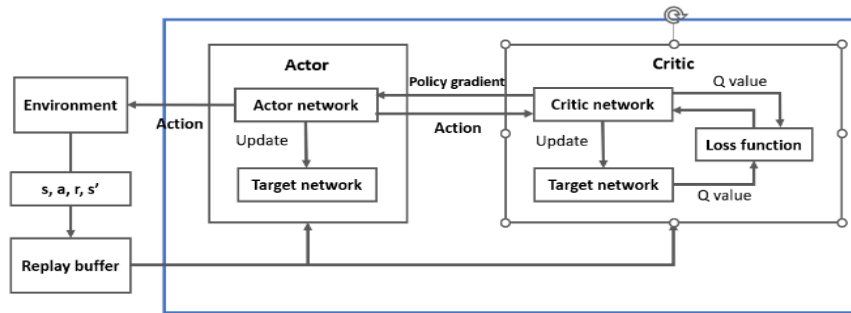 Actor
Critic
Environment
Action
Actor network
Update
Target network
Policy gradient
Action
Critic network
Update
Target network
Q value
Loss function
Q value
s, a, r, s’
Replay buffer